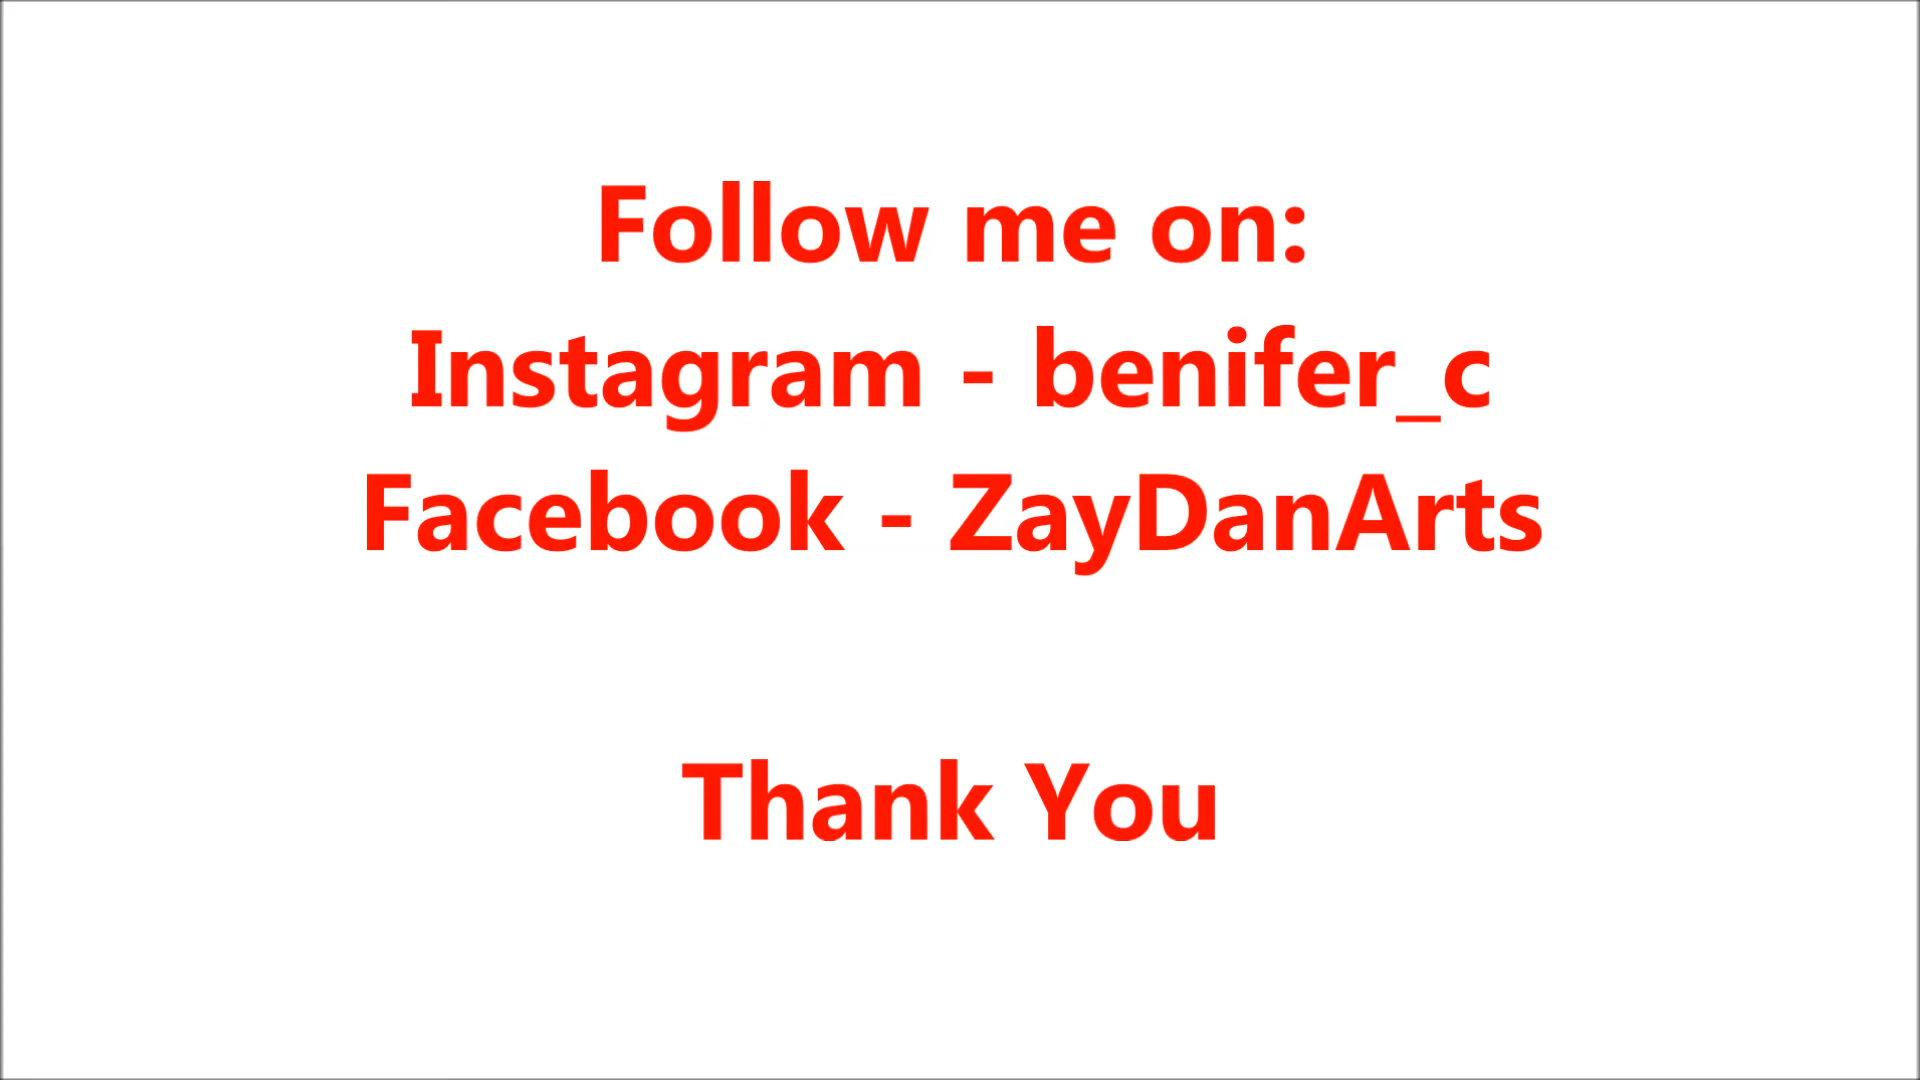 Follow me on:
Instagram - benifer_c
Facebook - ZayDanArts
Thank You